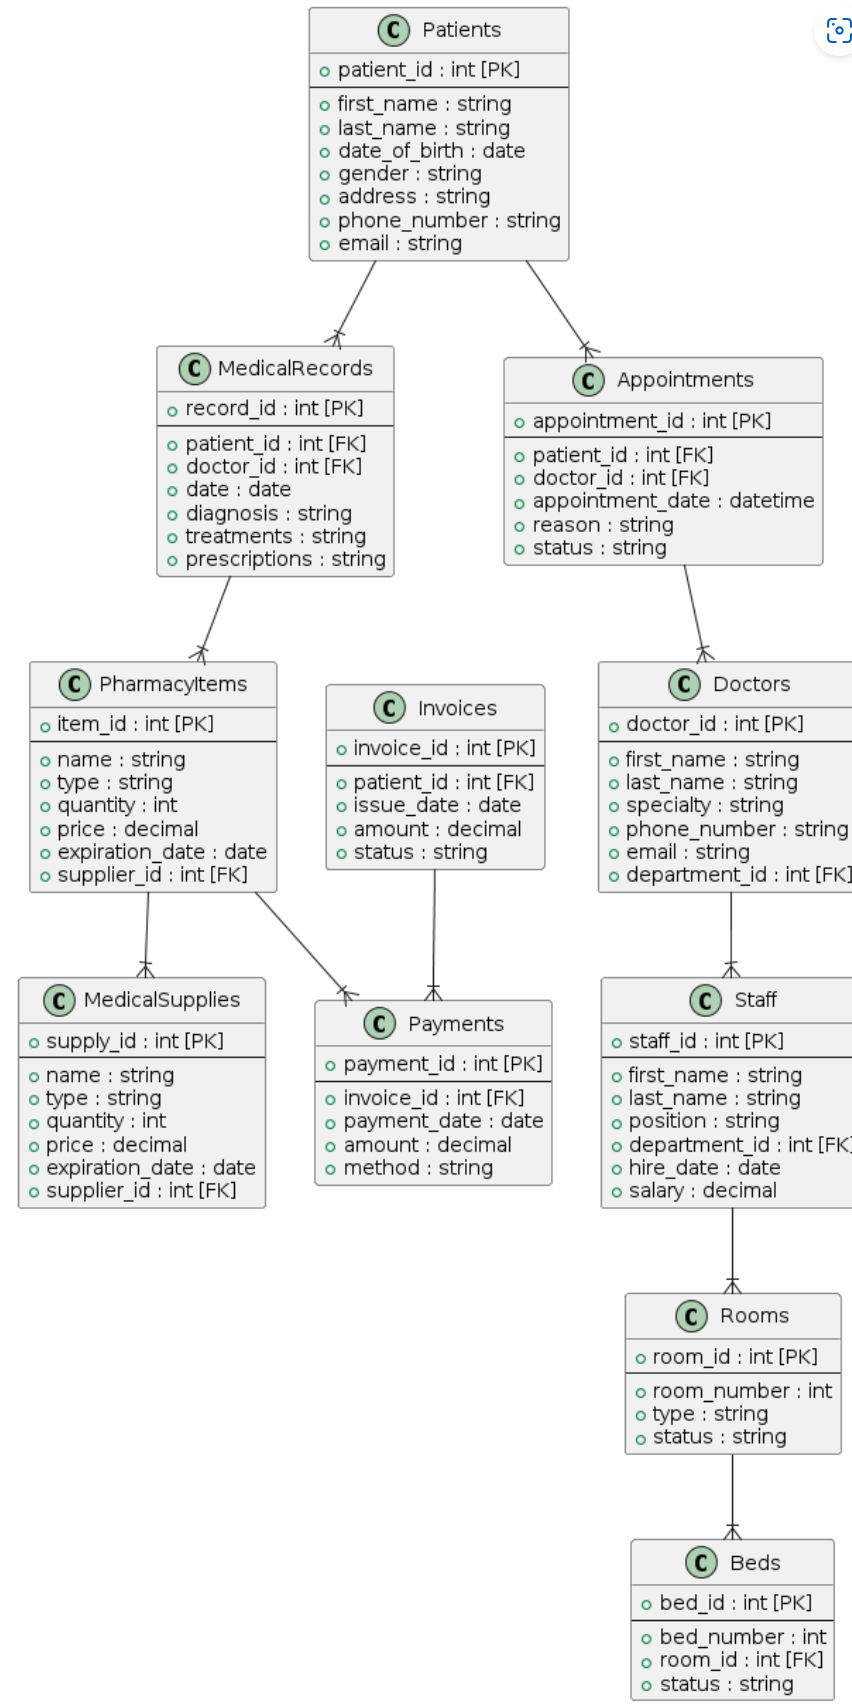 C Patients
patient_id : int [PK]
first_name : string
last_name : string
date_of_birth : date
gender : string
address : string
phone_number : string
email : string
C MedicalRecords
record_id : int [PK]
patient_id : int [FK]
doctor_id : int [FK]
date : date
diagnosis : string
treatments : string
prescriptions : string
C Appointments
appointment_id : int [PK]
patient_id : int [FK]
doctor_id : int [FK]
appointment_date : datetime
reason : string
status : string
C PharmacyItems
item_id : int [PK]
name : string
type : string
quantity : int
price : decimal
expiration_date : date
supplier_id : int [FK]
C Invoices
invoice_id : int [PK]
patient_id : int [FK]
issue_date : date
amount : decimal
status : string
C Doctors
doctor_id : int [PK]
first_name : string
last_name : string
specialty : string
phone_number : string
email : string
department_id : int [FK]
C MedicalSupplies
supply_id : int [PK]
name : string
type : string
quantity : int
price : decimal
expiration_date : date
supplier_id : int [FK]
C Payments
payment_id : int [PK]
invoice_id : int [FK]
payment_date : date
amount : decimal
method : string
C Staff
staff_id : int [PK]
first_name : string
last_name : string
position : string
department_id : int [FK]
hire_date : date
salary : decimal
C Rooms
room_id : int [PK]
room_number : int
type : string
status : string
C Beds
bed_id : int [PK]
bed_number : int
room_id : int [FK]
status : string